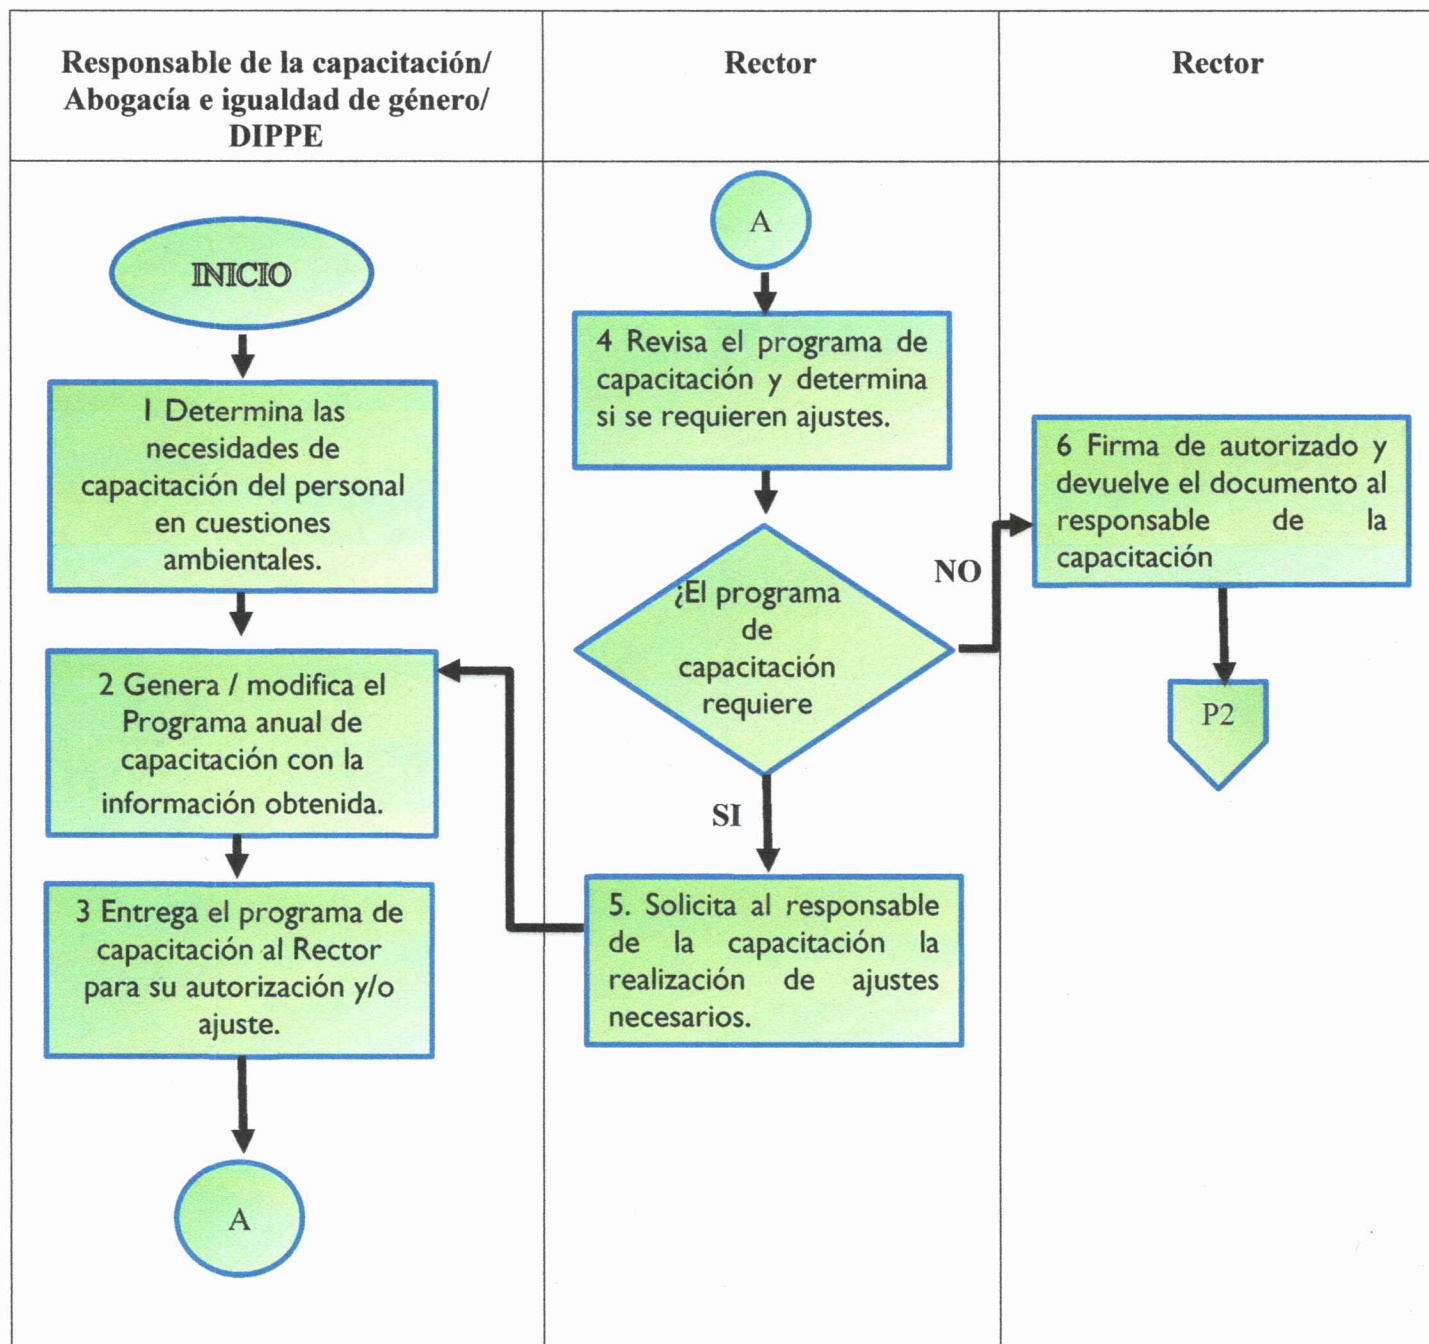 Responsable de la capacitación/
Abogacía e igualdad de género/
DIPPE
Rector
Rector
INICIO
1 Determina las
necesidades de
capacitación del personal
en cuestiones
ambientales.
2 Genera / modifica el
Programa anual de
capacitación con la
información obtenida.
3 Entrega el programa de
capacitación al Rector
para su autorización y/o
ajuste.
A
A
4 Revisa el programa de
capacitación y determina
si se requieren ajustes.
¿El programa
de
capacitación
requiere
NO
SI
5. Solicita al responsable
de la capacitación la
realización de ajustes
necesarios.
6 Firma de autorizado y
devuelve el documento al
responsable de la
capacitación
P2